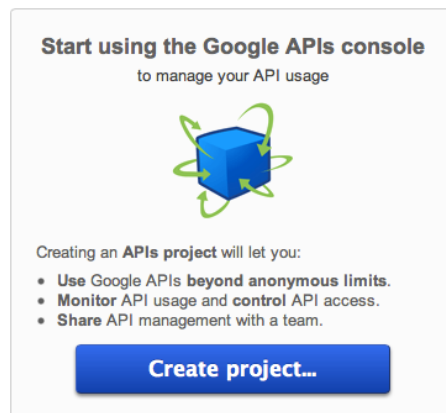 Start using the Google APIs console
to manage your API usage
Creating an APIs project will let you:
• Use Google APIs beyond anonymous limits.
• Monitor API usage and control API access.
• Share API management with a team.
Create project...